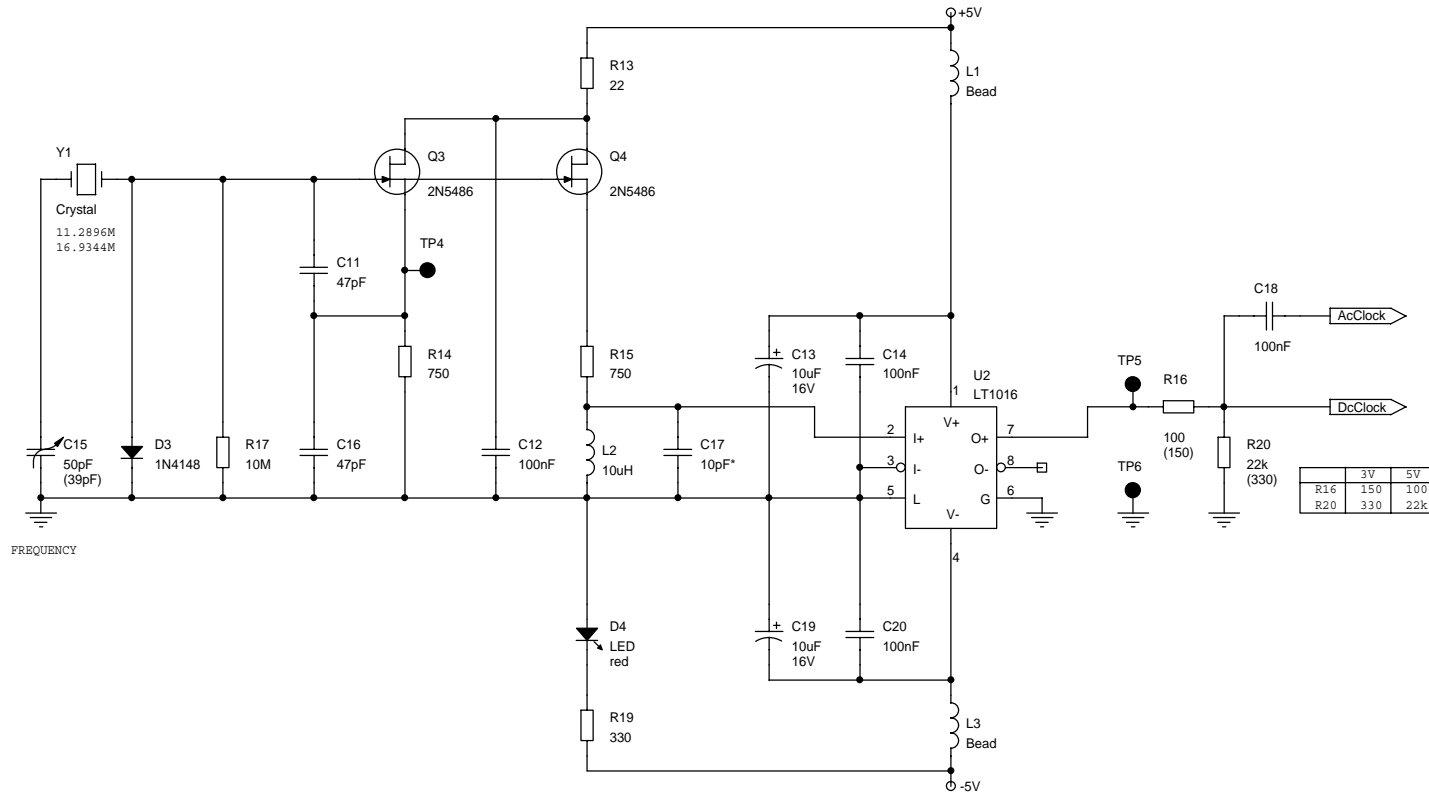 +5V
R13
22
L1
Bead
Y1
Crystal
11.2896M
16.9344M
Q3
2N5486
Q4
2N5486
TP4
C11
47pF
C18
100nF
AcClock
R14
750
R15
750
C13
10uF
16V
C14
100nF
U2
LT1016
TP5
R16
100
(150)
DcClock
1
V+
2
I+
O+
7
3
I-
O-
8
5
L
G
6
V-
4
C15
50pF
(39pF)
D3
1N4148
R17
10M
C16
47pF
C12
100nF
L2
10uH
C17
10pF*
TP6
R20
22k
(330)
3V 5V
R16 150 100
R20 330 22k
FREQUENCY
D4
LED
red
C19
10uF
16V
C20
100nF
R19
330
L3
Bead
-5V
+
+